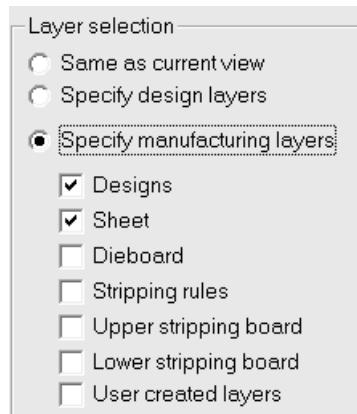 Layer selection
Same as current view
Specify design layers
Specify manufacturing layers
Designs
Sheet
Dieboard
Stripping rules
Upper stripping board
Lower stripping board
User created layers